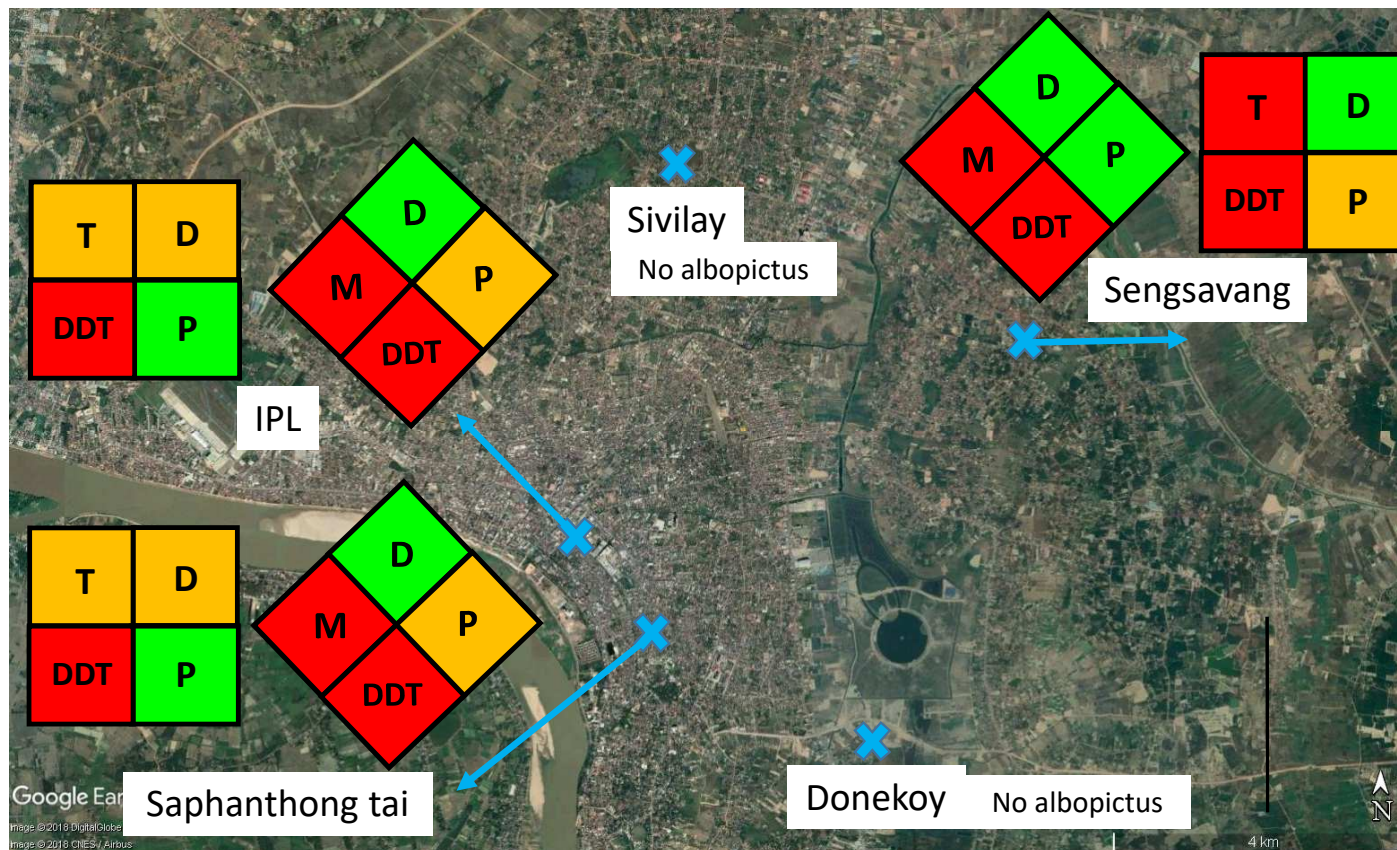 D
M
P
DDT
T
D
DDT
P
Sengsavang
Sivilay
No albopictus
T
D
DDT
P
D
M
P
DDT
IPL
T
D
DDT
P
D
M
P
DDT
Saphanthong tai
Donekoy
No albopictus
Google Ear
Image © 2018 DigitalGlobe
Image © 2018 CNES / Airbus
N
4 km